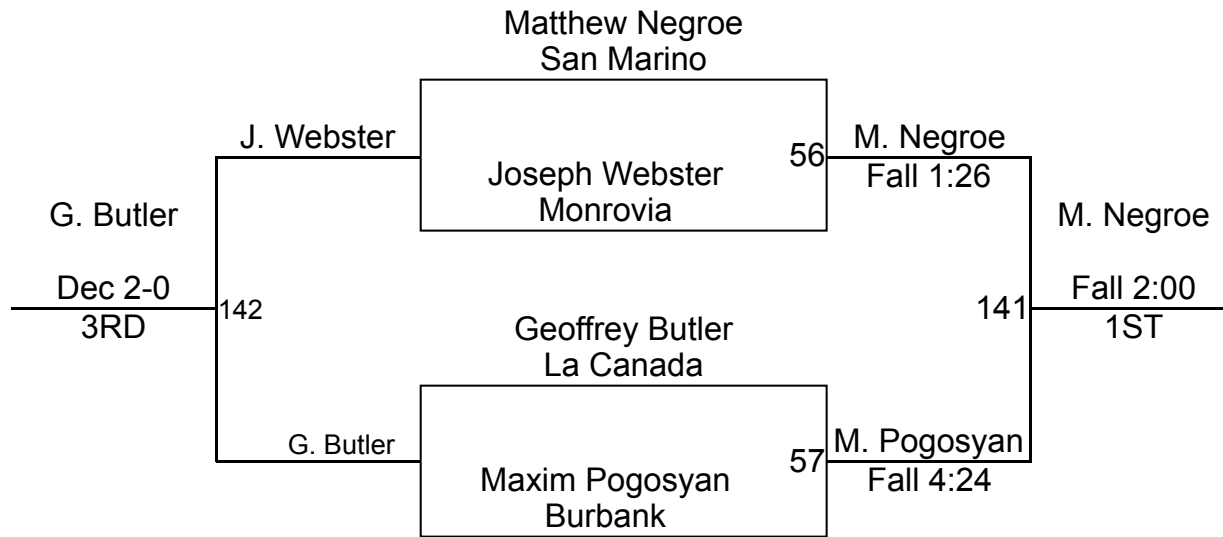 Matthew Negroe
San Marino
J. Webster
56
M. Negroe
Joseph Webster
Monrovia
Fall 1:26
G. Butler
M. Negroe
Dec 2-0
3RD
142
141
Fall 2:00
1ST
Geoffrey Butler
La Canada
G. Butler
57
M. Pogosyan
Maxim Pogosyan
Burbank
Fall 4:24